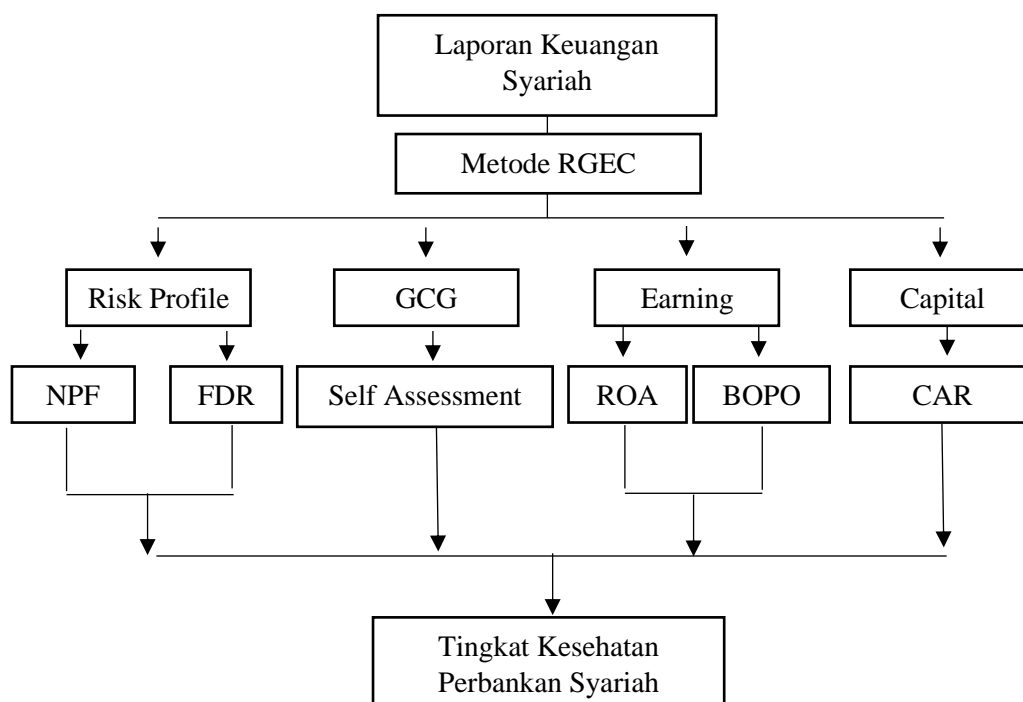 Laporan Keuangan
Syariah
Metode RGEC
Risk Profile
GCG
Earning
Capital
NPF
FDR
Self Assessment
ROA
BOPO
CAR
Tingkat Kesehatan
Perbankan Syariah